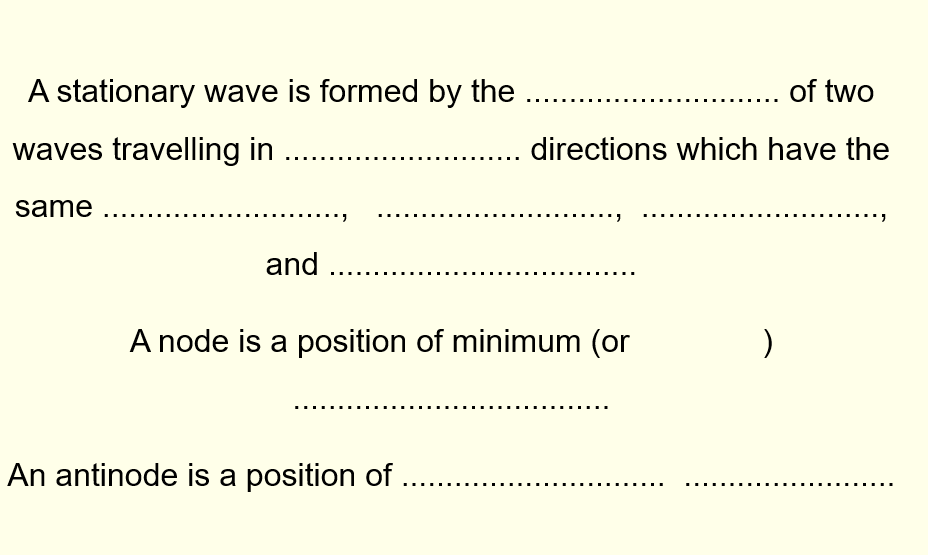 A stationary wave is formed by the ............................. of two
waves travelling in ........................... directions which have the
same ..........................., ..........................., ...........................,
and ...................................
A node is a position of minimum (or )
....................................
An antinode is a position of .............................. ........................